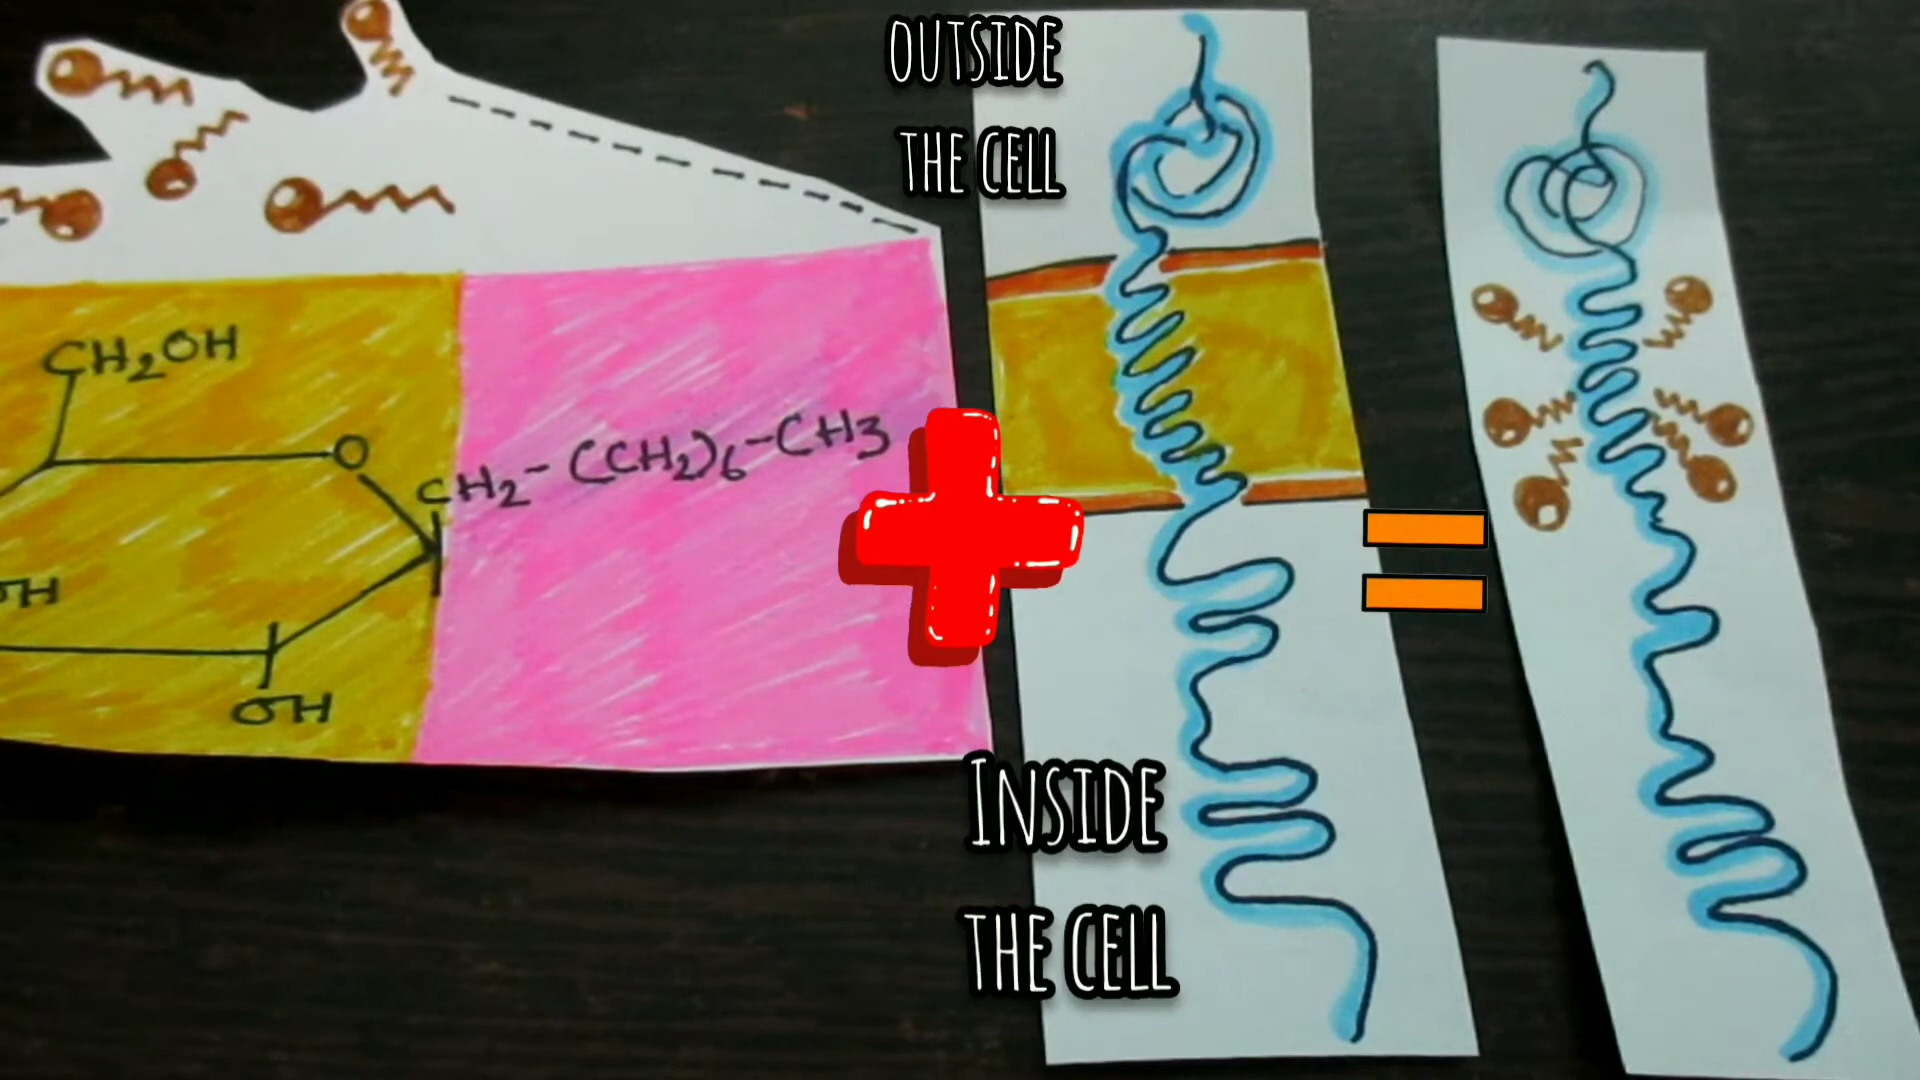 OUTSIDE
THE CELL
CH2OH
O
CH2-(CH2)6-CH3
OH
OH
INSIDE
THE CELL